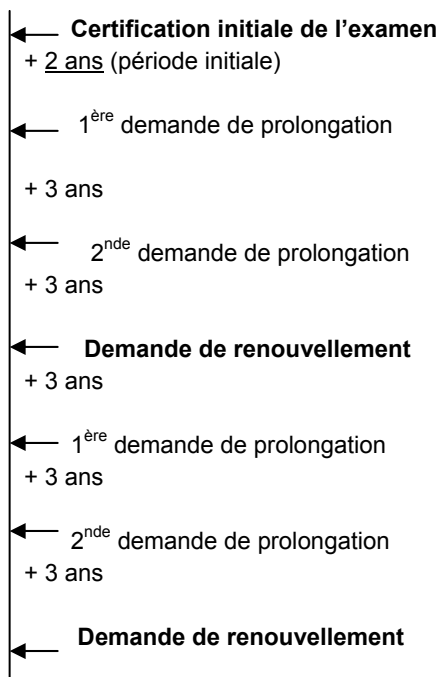 Certification initiale de l'examen
+ 2 ans (période initiale)
1ère demande de prolongation
+ 3 ans
2nde demande de prolongation
+ 3 ans
Demande de renouvellement
+ 3 ans
1ère demande de prolongation
+ 3 ans
2nde demande de prolongation
+ 3 ans
Demande de renouvellement